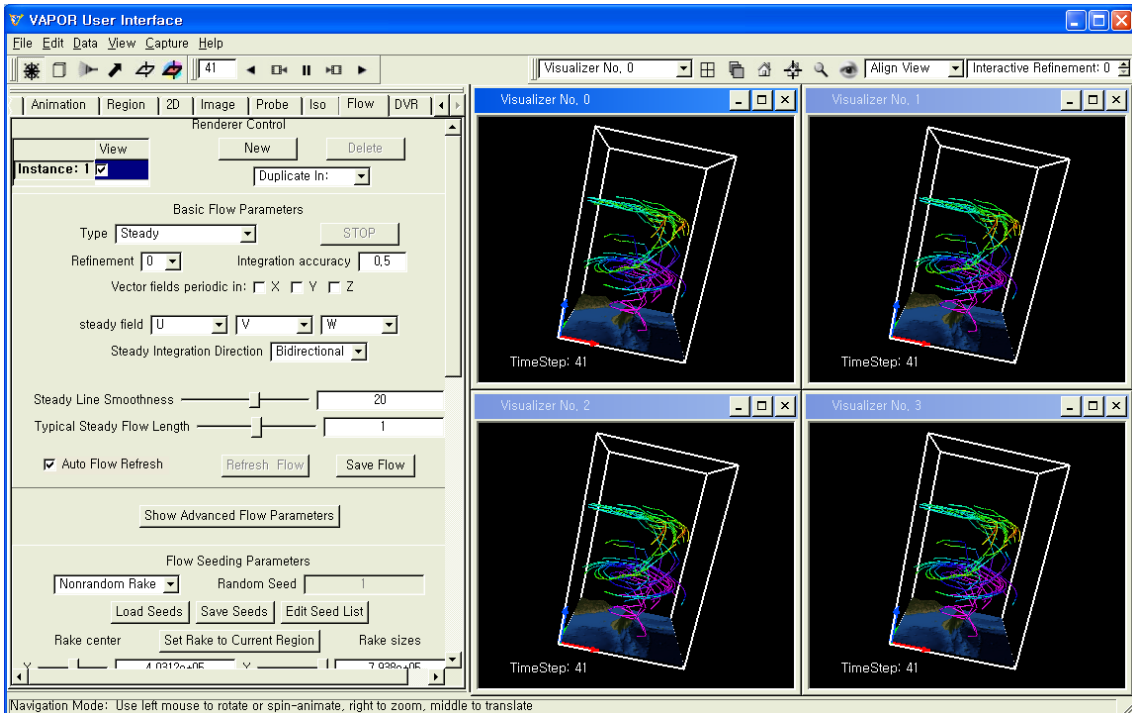 VAPOR User Interface
File Edit Data View Capture Help
41 Visualizer No. 0 Align View Interactive Refinement: 0
Animation Region 2D Image Probe Iso Flow DVR
Renderer Control
View New Delete
Instance: 1
Duplicate In:
Basic Flow Parameters
Type Steady STOP
Refinement 0 Integration accuracy 0.5
Vector fields periodic in: X Y Z
steady field U V W
Steady Integration Direction Bidirectional
Steady Line Smoothness 20
Typical Steady Flow Length 1
Auto Flow Refresh Refresh Flow Save Flow
Show Advanced Flow Parameters
Flow Seeding Parameters
Nonrandom Rake Random Seed 1
Load Seeds Save Seeds Edit Seed List
Rake center Set Rake to Current Region Rake sizes
Visualizer No. 0
TimeStep: 41
Visualizer No. 1
TimeStep: 41
Visualizer No. 2
TimeStep: 41
Visualizer No. 3
TimeStep: 41
Navigation Mode: Use left mouse to rotate or spin-animate, right to zoom, middle to translate